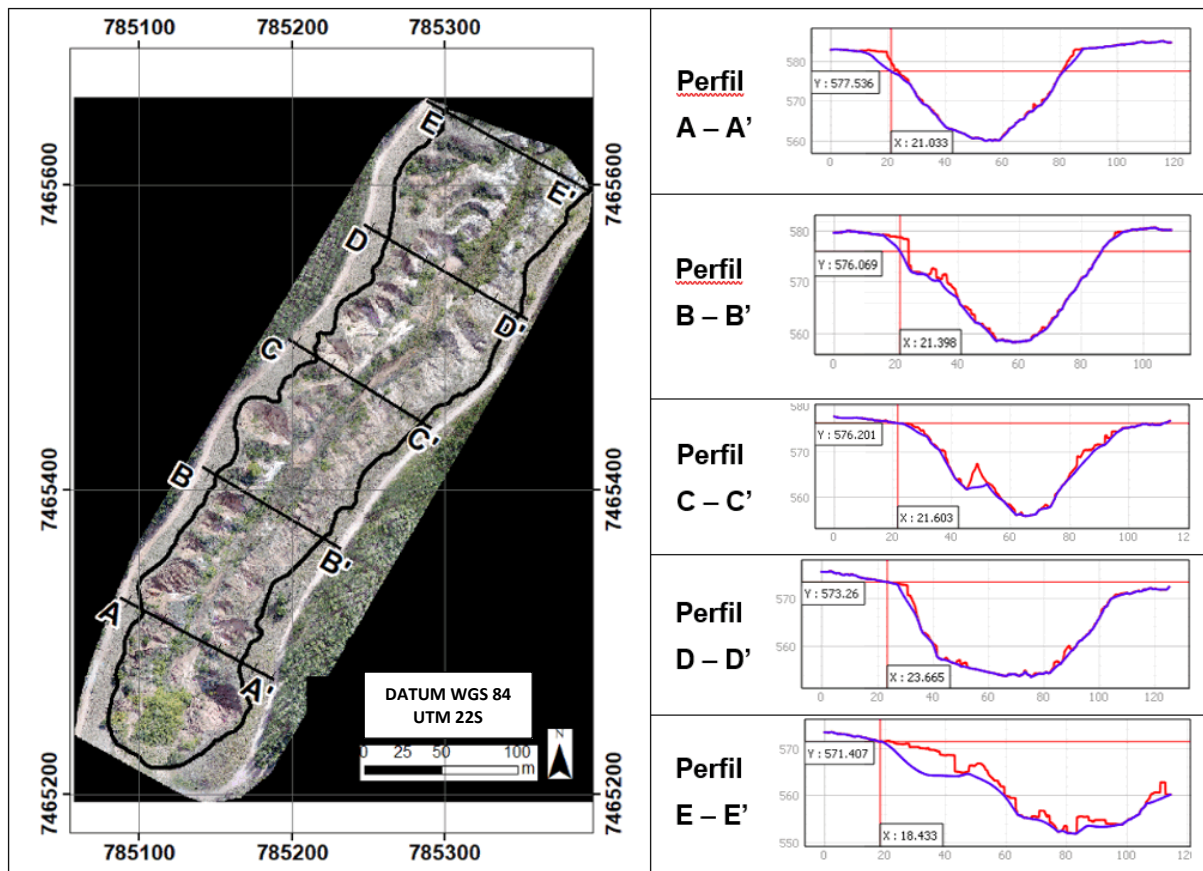 785100 785200 785300
7465600
7465400
7465200
7465600
7465400
7465200
E
E'
D
D'
C
C'
B
B'
A
A'
DATUM WGS 84
UTM 22S
0 25 50 100
m
N
785100 785200 785300
Perfil
A – A’
580
570
560
Y : 577.536
X : 21.033
0 20 40 60 80 100 120
Perfil
B – B’
580
570
560
Y : 576.069
X : 21.398
0 20 40 60 80 100
Perfil
C – C’
580
570
560
Y : 576.201
X : 21.603
0 20 40 60 80 100 12
Perfil
D – D’
570
560
Y : 573.26
X : 23.665
0 20 40 60 80 100 120
Perfil
E – E’
570
560
550
Y : 571.407
X : 18.433
0 20 40 60 80 100 120